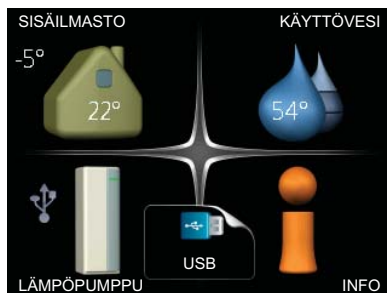 SISÄILMASTO KÄYTTÖVESI
-5°
22° 54°
USB
LÄMPÖPUMPPU INFO